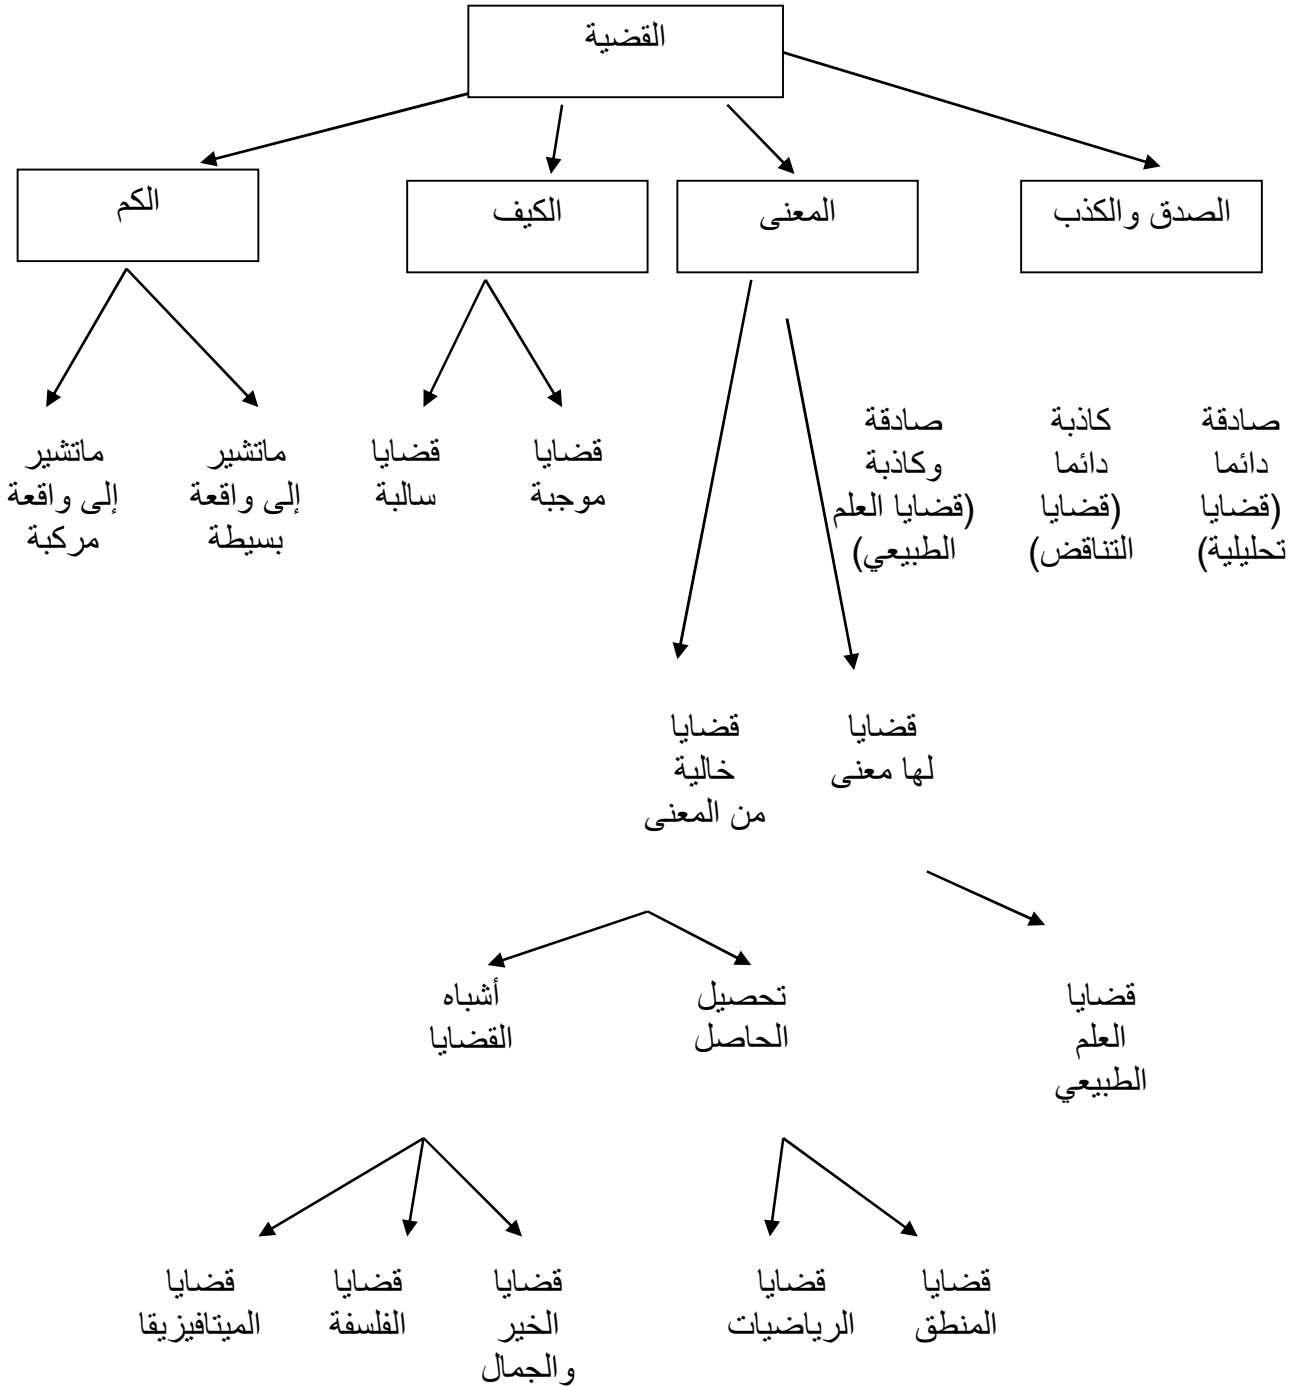 القضية
الصدق والكذب
المعنى
الكيف
الكم
صادقة
دائما
(قضايا
تحليلية)
كاذبة
دائما
(قضايا
التناقض)
صادقة
وكاذبة
(قضايا العلم
الطبيعي)
قضايا
موجبة
قضايا
سالبة
ماتشير
إلى واقعة
بسيطة
ماتشير
إلى واقعة
مركبة
قضايا
لها معنى
قضايا
خالية
من المعنى
قضايا
العلم
الطبيعي
تحصيل
الحاصل
أشباه
القضايا
قضايا
المنطق
قضايا
الرياضيات
قضايا
الخير
والجمال
قضايا
الفلسفة
قضايا
الميتافيزيقا